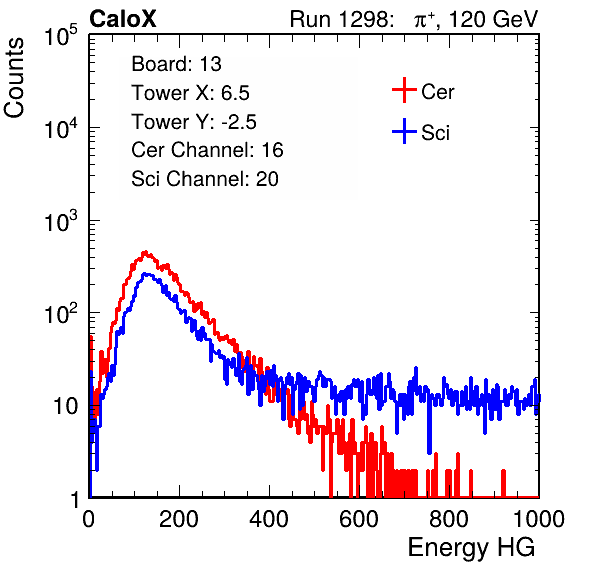 CaloX Run 1298: π⁺, 120 GeV
Counts
Board: 13
Tower X: 6.5
Tower Y: -2.5
Cer Channel: 16
Sci Channel: 20
Cer
Sci
10⁵
10⁴
10³
10²
10
1
0 200 400 600 800 1000
Energy HG